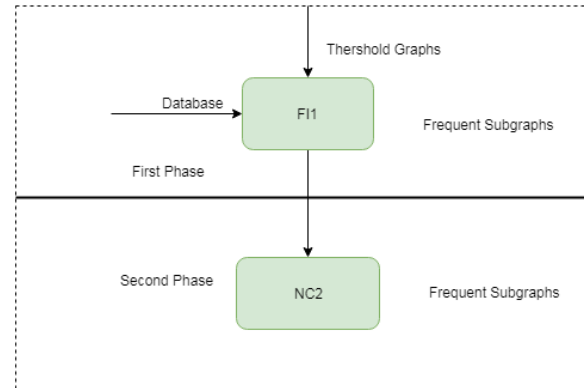 Thershold Graphs
Database
FI1
Frequent Subgraphs
First Phase
Second Phase
NC2
Frequent Subgraphs